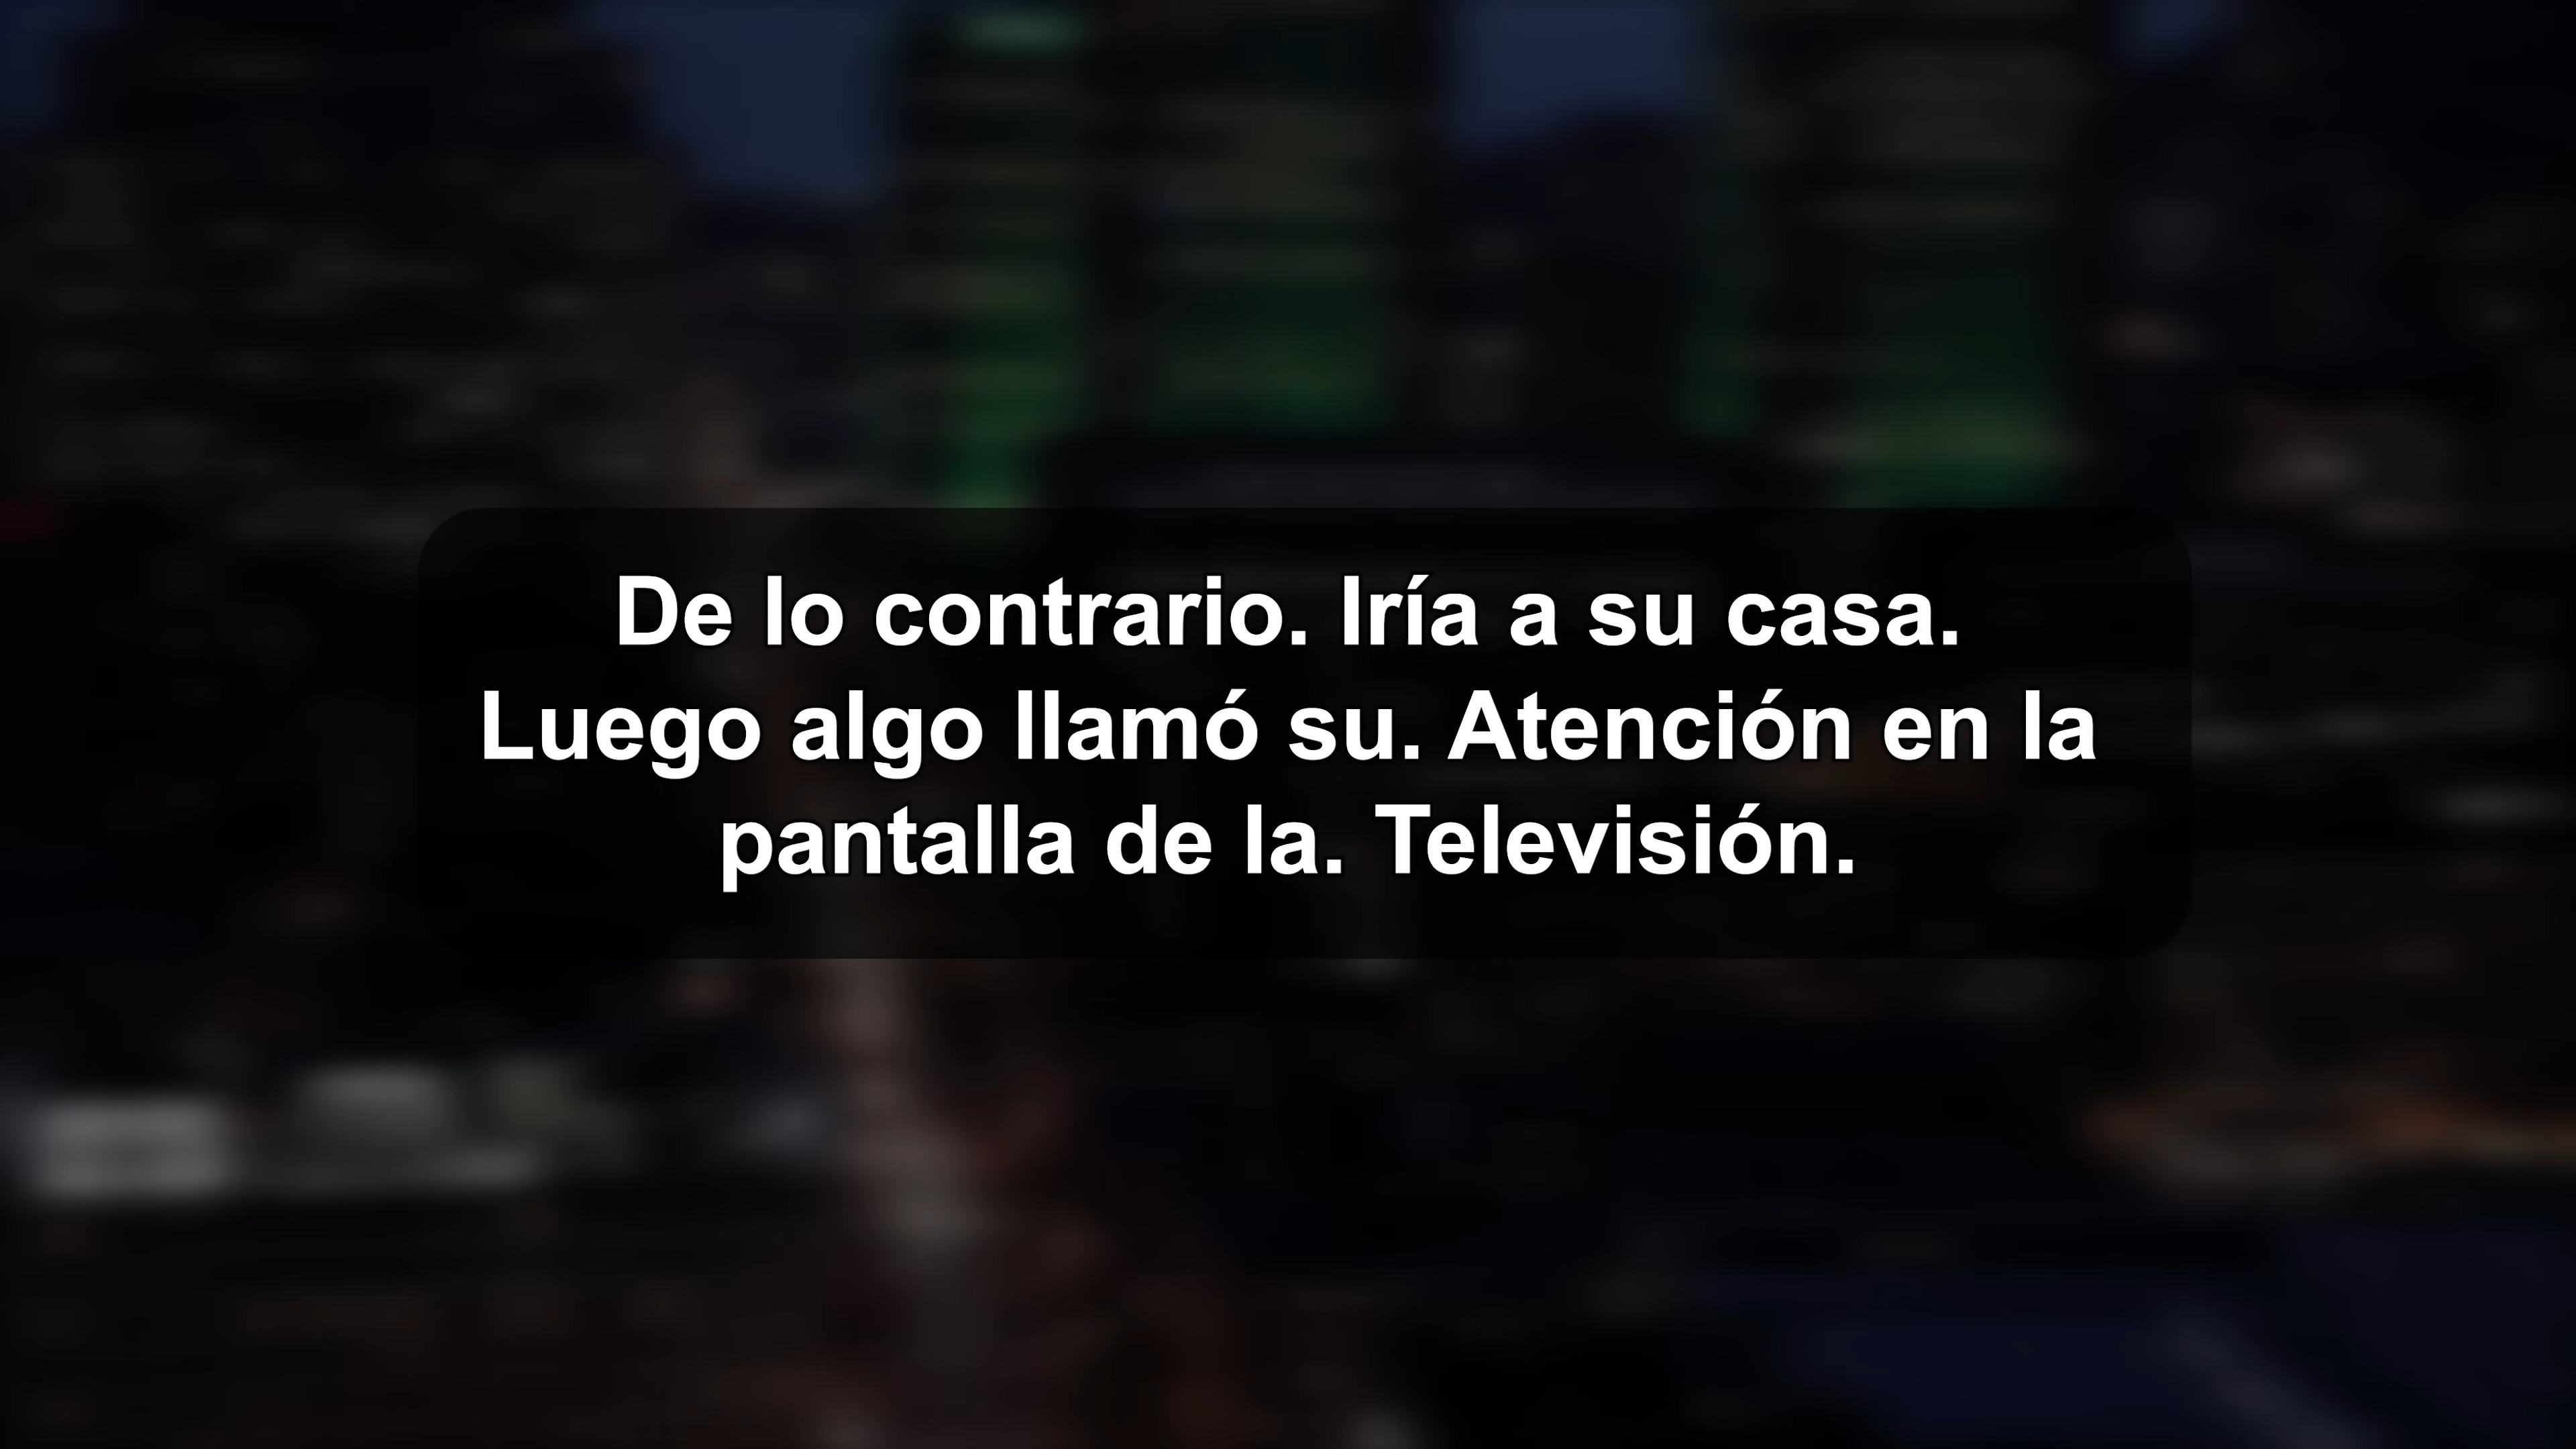 De lo contrario. Iría a su casa.
Luego algo llamó su. Atención en la
pantalla de la. Televisión.